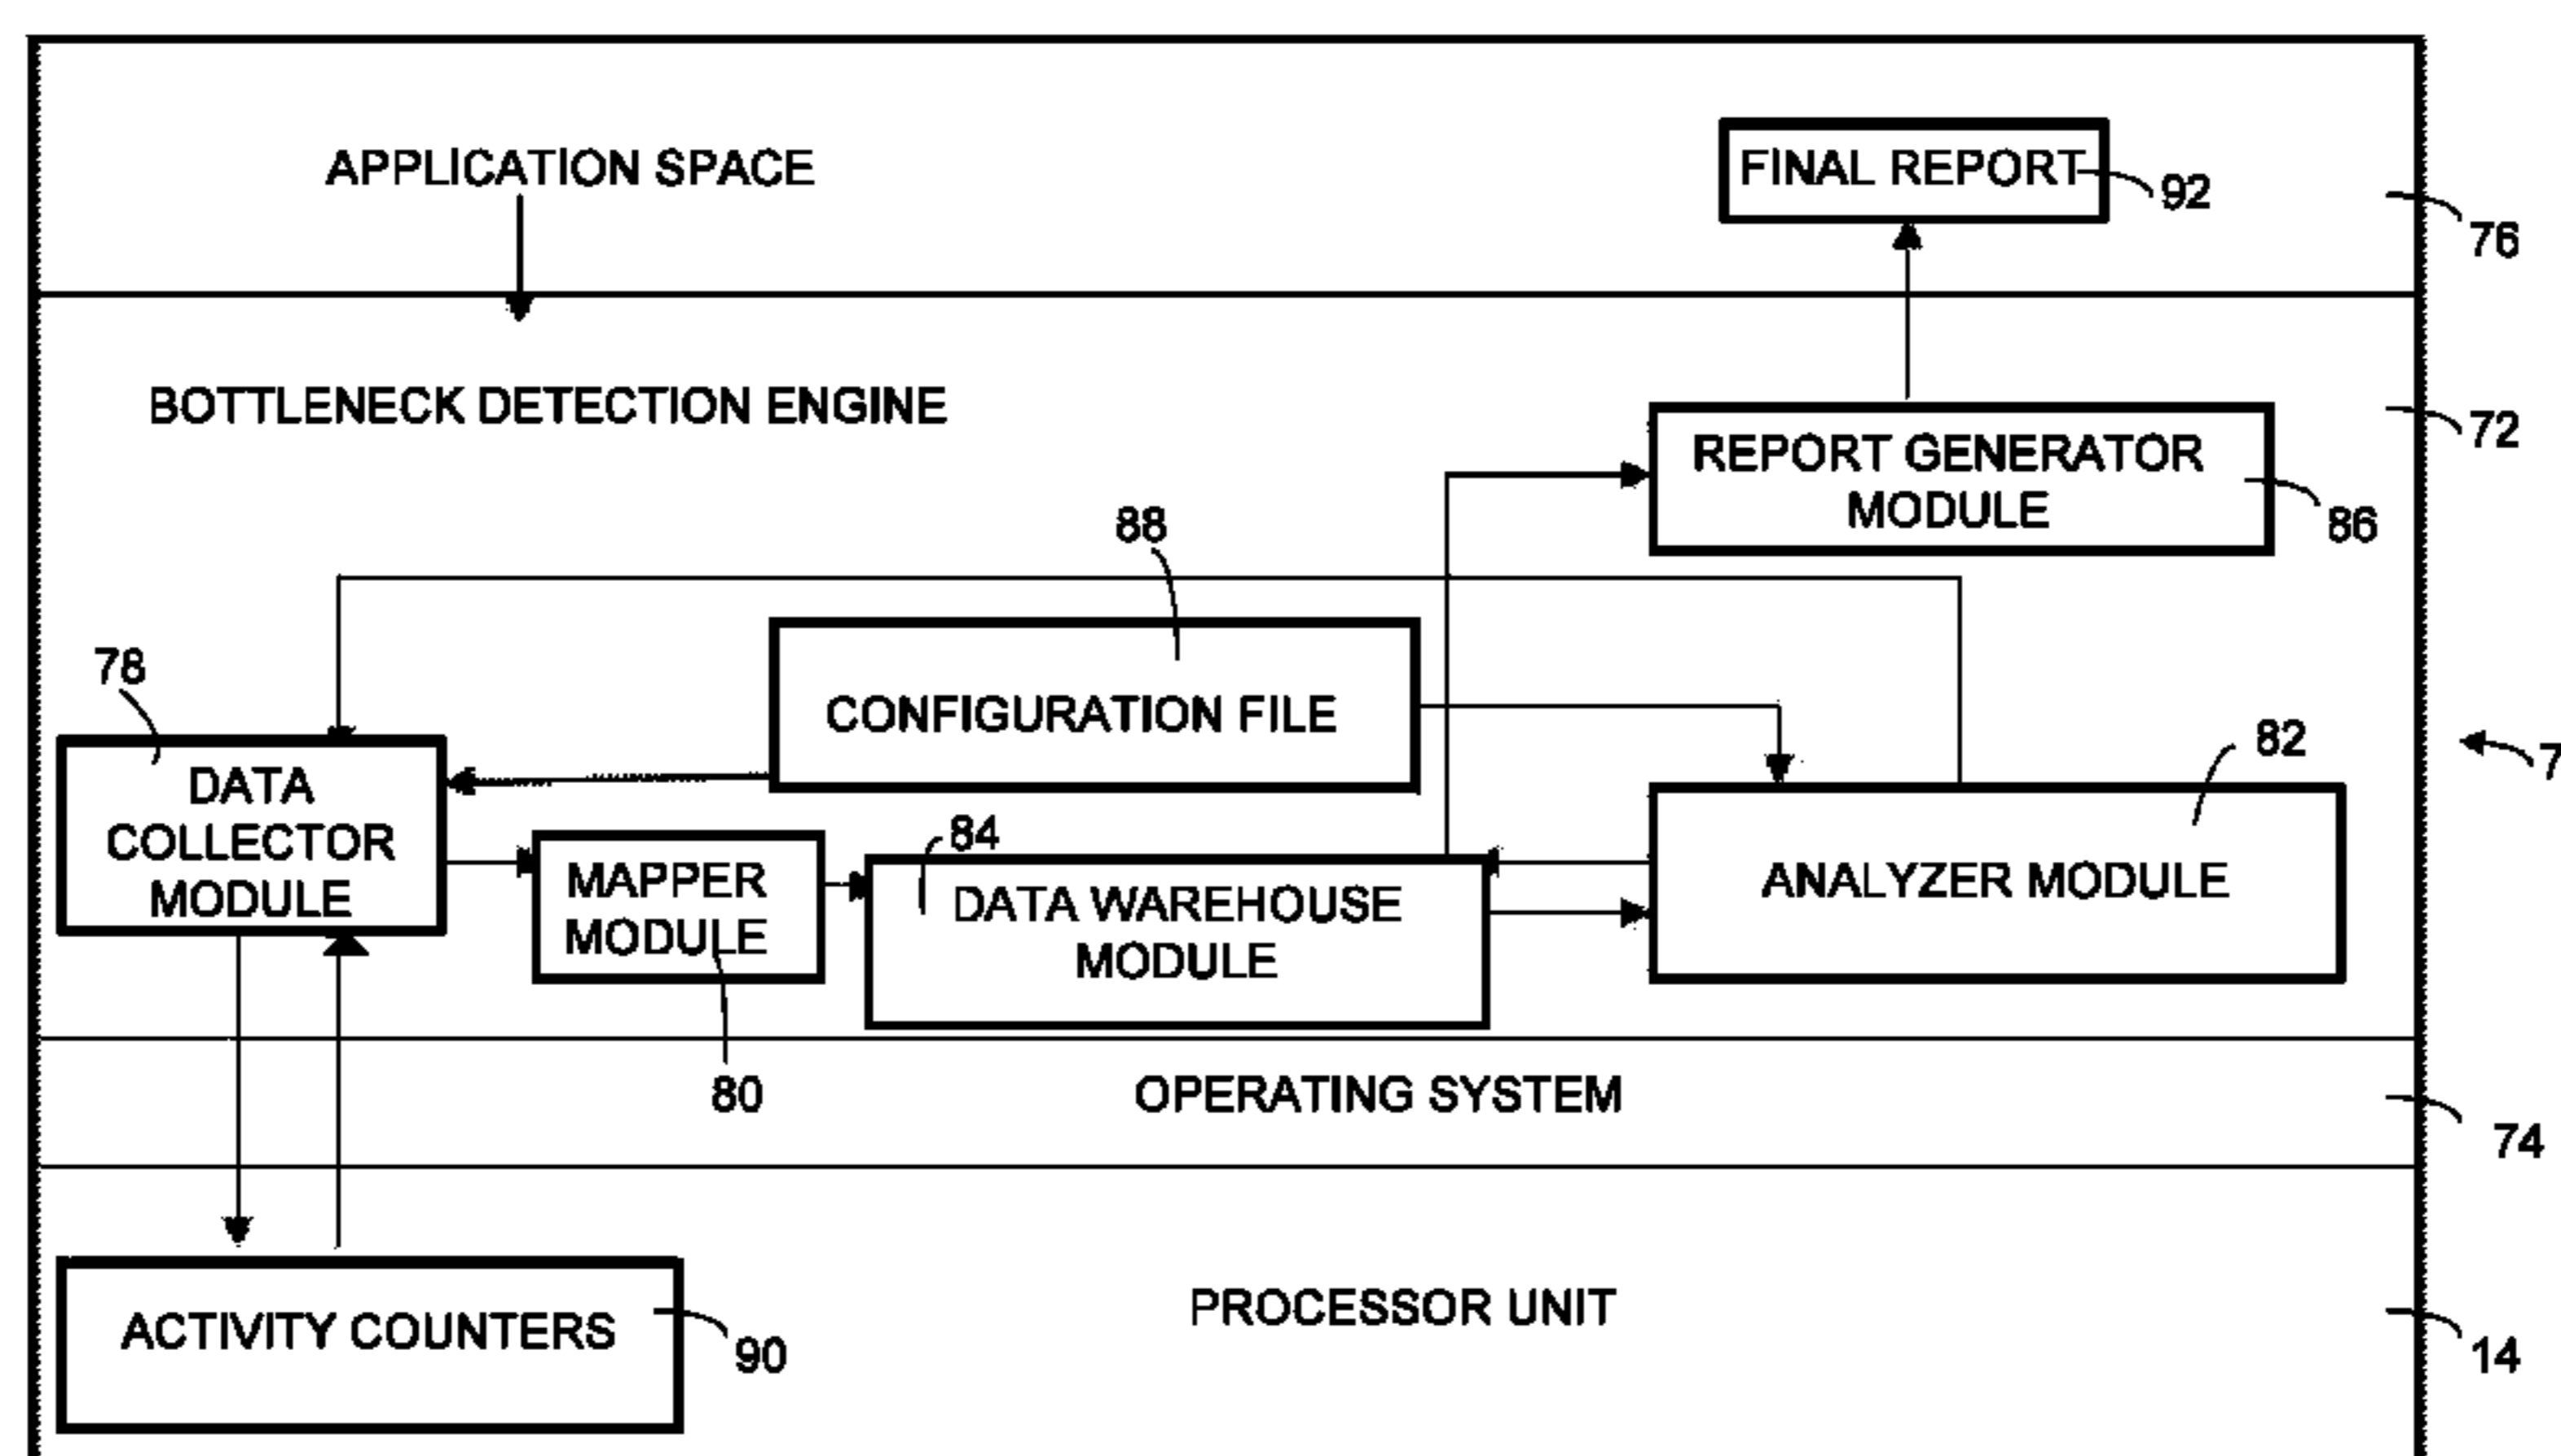 APPLICATION SPACE
FINAL REPORT
92
76
BOTTLENECK DETECTION ENGINE
72
REPORT GENERATOR
MODULE
86
88
78
CONFIGURATION FILE
82
7
DATA
COLLECTOR
MODULE
84
MAPPER
MODULE
DATA WAREHOUSE
MODULE
ANALYZER MODULE
80
OPERATING SYSTEM
74
ACTIVITY COUNTERS
90
PROCESSOR UNIT
14